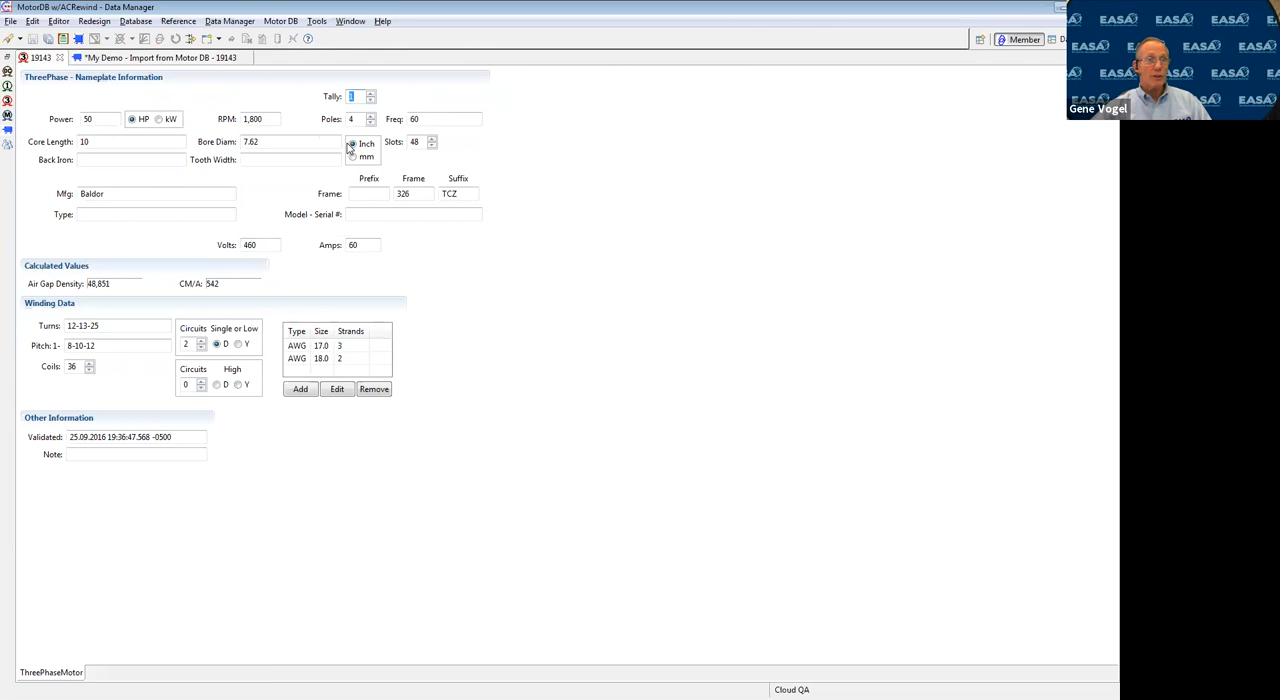 MotorDB w/ACRewind - Data Manager
File Edit Editor Redesign Database Reference Data Manager Motor DB Tools Window Help
Member
19143 *My Demo - Import from Motor DB - 19143
ThreePhase - Nameplate Information
Tally: 1
Power: 50 HP kW RPM: 1,800 Poles: 4 Freq: 60
Core Length: 10 Bore Diam: 7.62 Inch Slots: 48
Back Iron: Tooth Width: mm
Prefix Frame Suffix
Mfg: Baldor Frame: 326 TCZ
Type: Model - Serial #:
Volts: 460 Amps: 60
Calculated Values
Air Gap Density: 48,851 CM/A: 542
Winding Data
Turns: 12-13-25 Circuits Single or Low Type Size Strands
Pitch: 1- 8-10-12 2 D Y AWG 17.0 3
AWG 18.0 2
Coils: 36 Circuits High
0 D Y Add Edit Remove
Other Information
Validated: 25.09.2016 19:36:47.568 -0500
Note:
ThreePhaseMotor
Cloud QA
EASA EASA EASA
EASA EASA
EASA EASA
Gene Vogel EASA